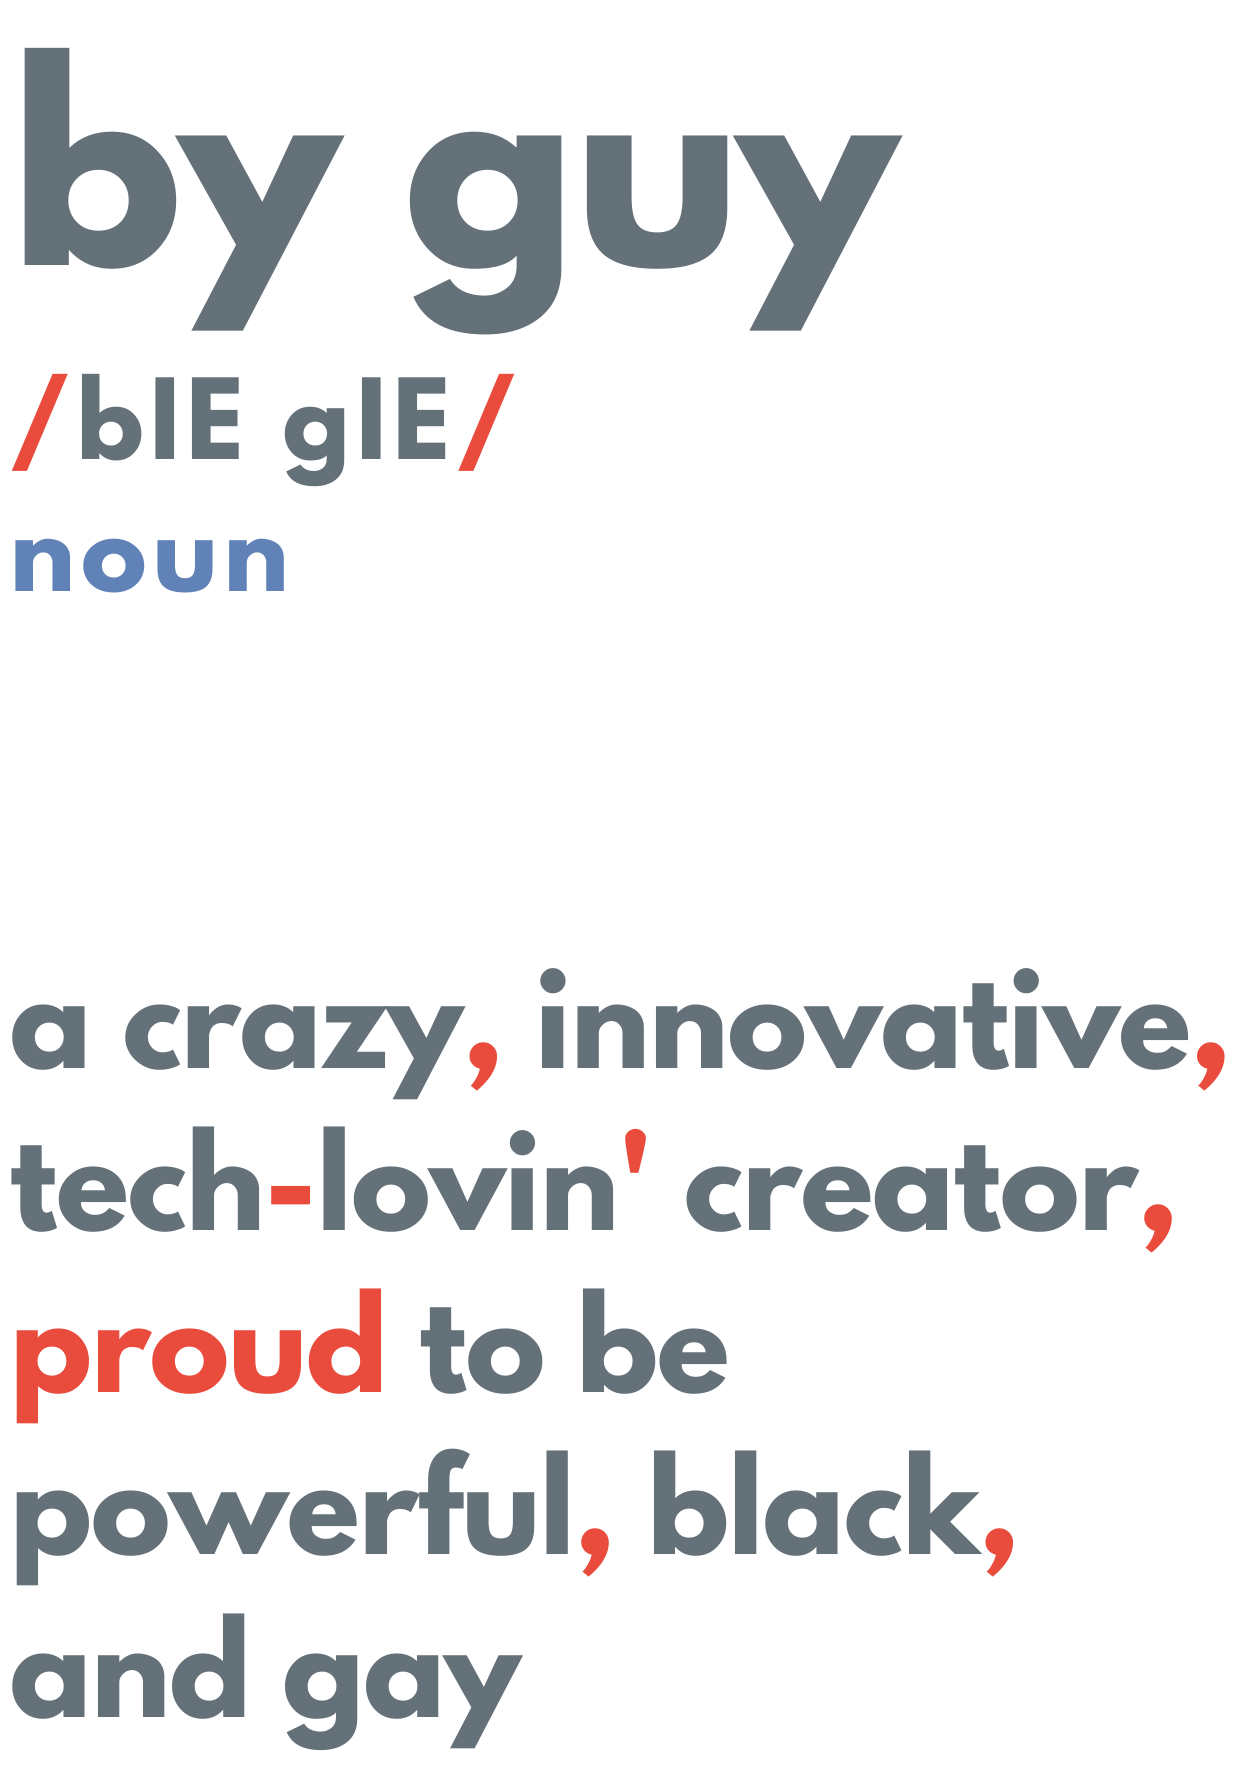 by guy
/bIE gIE/
noun
a crazy, innovative,
tech-lovin' creator,
proud to be
powerful, black,
and gay